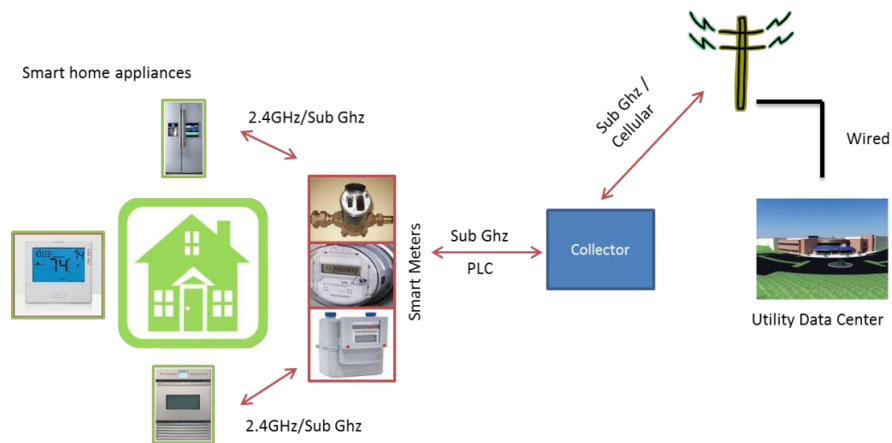 Smart home appliances
2.4GHz/Sub Ghz
Sub Ghz /
Cellular
Wired
74
Smart Meters
Sub Ghz
PLC
Collector
Utility Data Center
2.4GHz/Sub Ghz